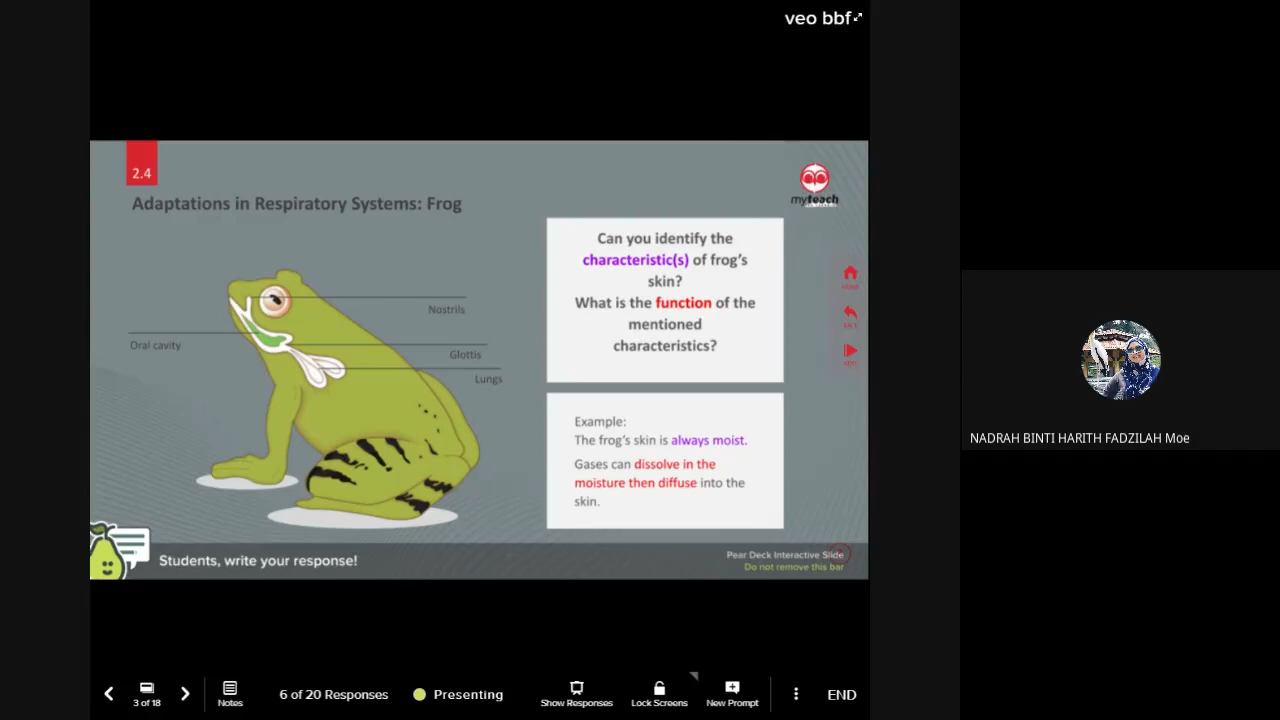 veo bbf
2.4
myteach
Adaptations in Respiratory Systems: Frog
Can you identify the
characteristic(s) of frog's
skin?
What is the function of the
mentioned
characteristics?
Nostrils
Oral cavity
Glottis
Lungs
Example:
The frog's skin is always moist.
Gases can dissolve in the
moisture then diffuse into the
skin.
Students, write your response!
Pear Deck Interactive Slide
Do not remove this bar
NADRAH BINTI HARITH FADZILAH Moe
3 of 18
Notes
6 of 20 Responses
Presenting
Show Responses
Lock Screens
New Prompt
END